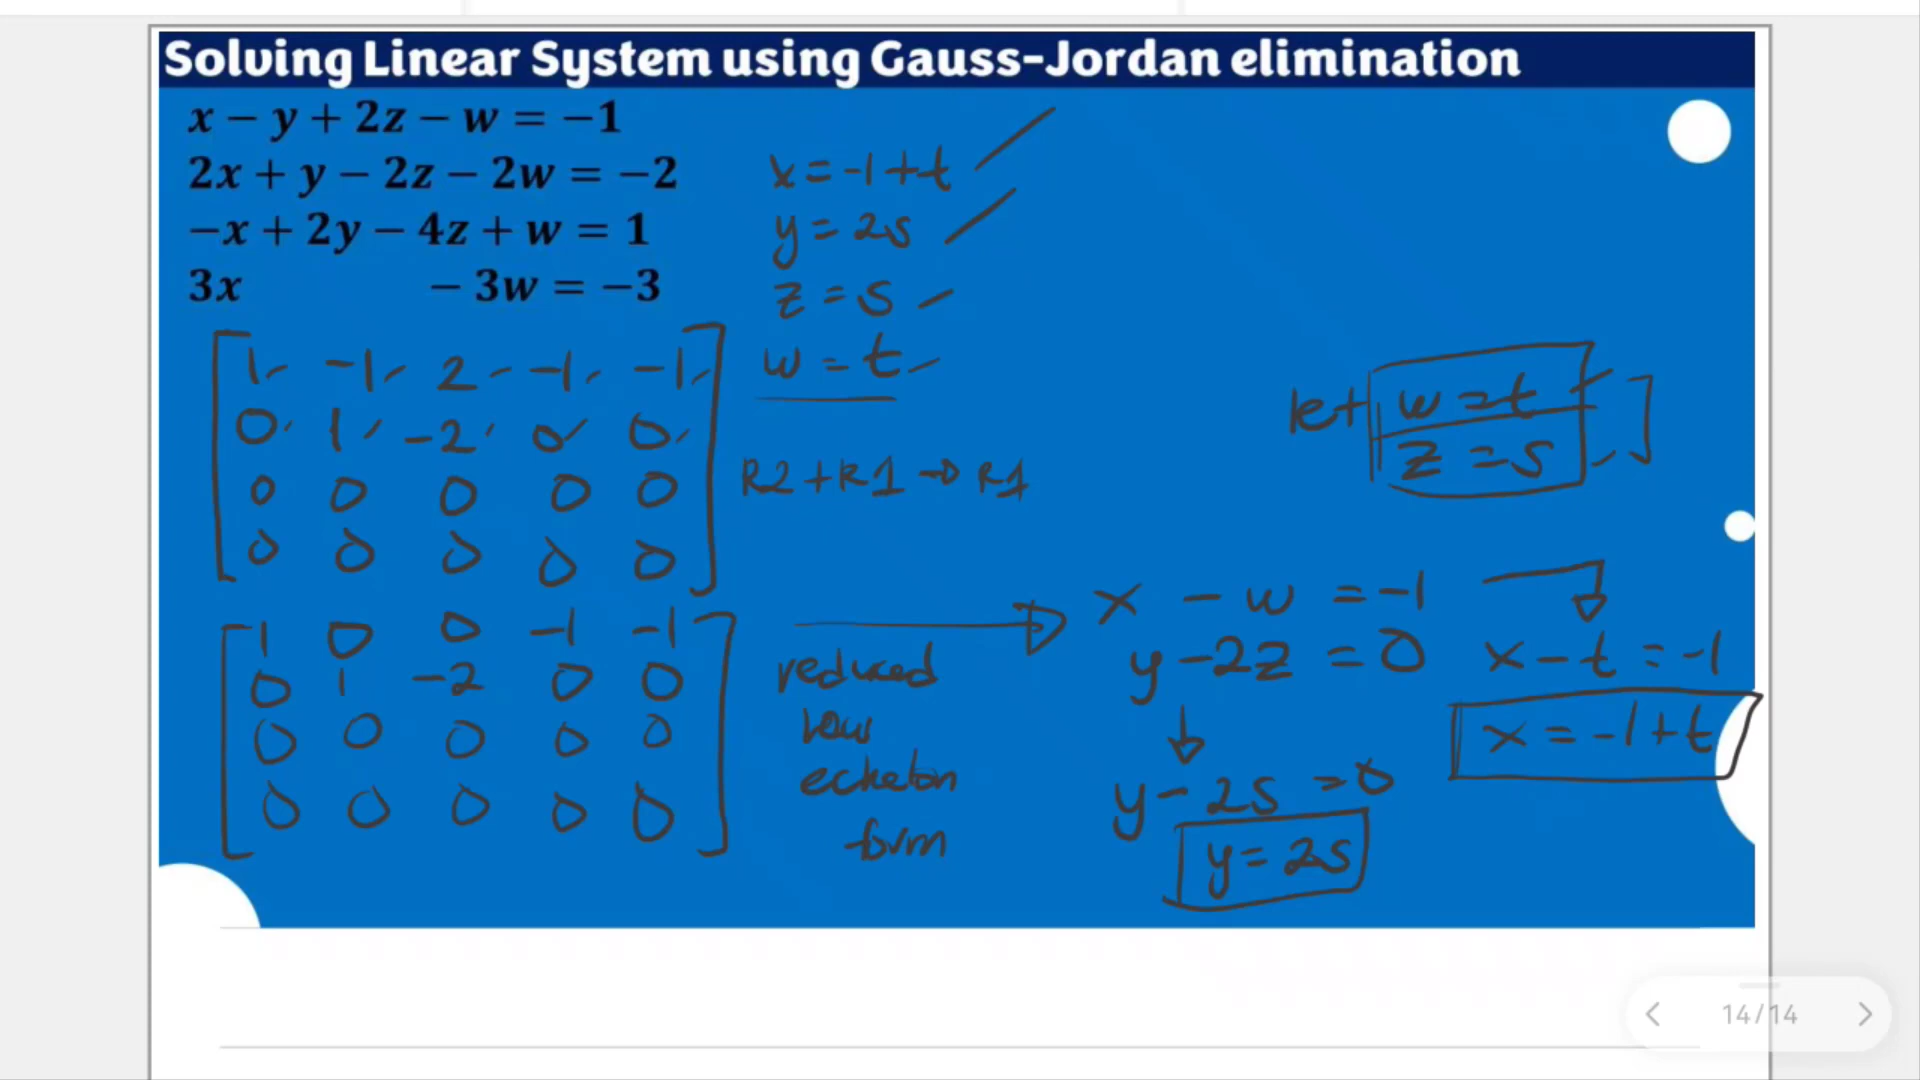 Solving Linear System using Gauss-Jordan elimination
x − y + 2z − w = −1
2x + y − 2z − 2w = −2
−x + 2y − 4z + w = 1
3x − 3w = −3
x = -1+t
y = 2s
z = s
w = t
1 -1 2 -1 -1
0 1 -2 0 0
0 0 0 0 0
0 0 0 0 0
R2+R1→R1
let w = t
z = s
1 0 0 -1 -1
0 1 -2 0 0
0 0 0 0 0
0 0 0 0 0
reduced
row
echelon
form
x - w = -1
y - 2z = 0
y - 2s = 0
y = 2s
x - t = -1
x = -1+t
14/14